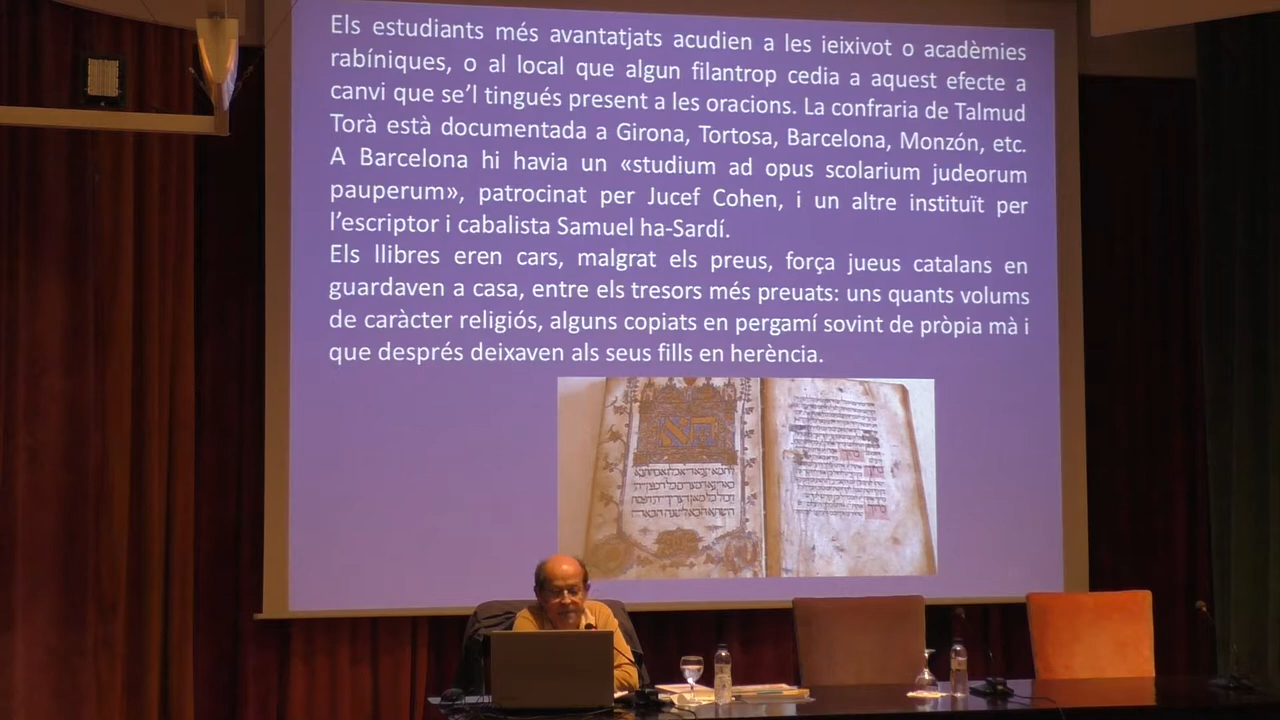 Els estudiants més avantatjats acudien a les ieixivot o acadèmies
rabíniques, o al local que algun filantrop cedia a aquest efecte a
canvi que se’l tingués present a les oracions. La confraria de Talmud
Torà està documentada a Girona, Tortosa, Barcelona, Monzón, etc.
A Barcelona hi havia un «studium ad opus scolarium judeorum
pauperum», patrocinat per Jucef Cohen, i un altre instituït per
l’escriptor i cabalista Samuel ha-Sardí.
Els llibres eren cars, malgrat els preus, força jueus catalans en
guardaven a casa, entre els tresors més preuats: uns quants volums
de caràcter religiós, alguns copiats en pergamí sovint de pròpia mà i
que després deixaven als seus fills en herència.